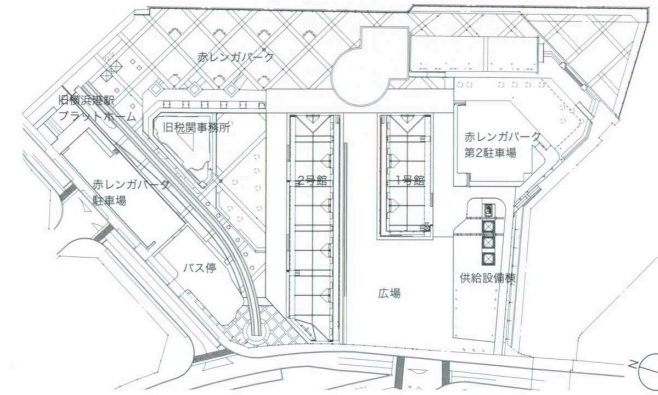 赤レンガパーク
旧横浜港駅
プラットホーム
旧税関事務所
赤レンガパーク
第2駐車場
赤レンガパーク
駐車場
2号館
1号館
バス停
広場
供給設備棟
N